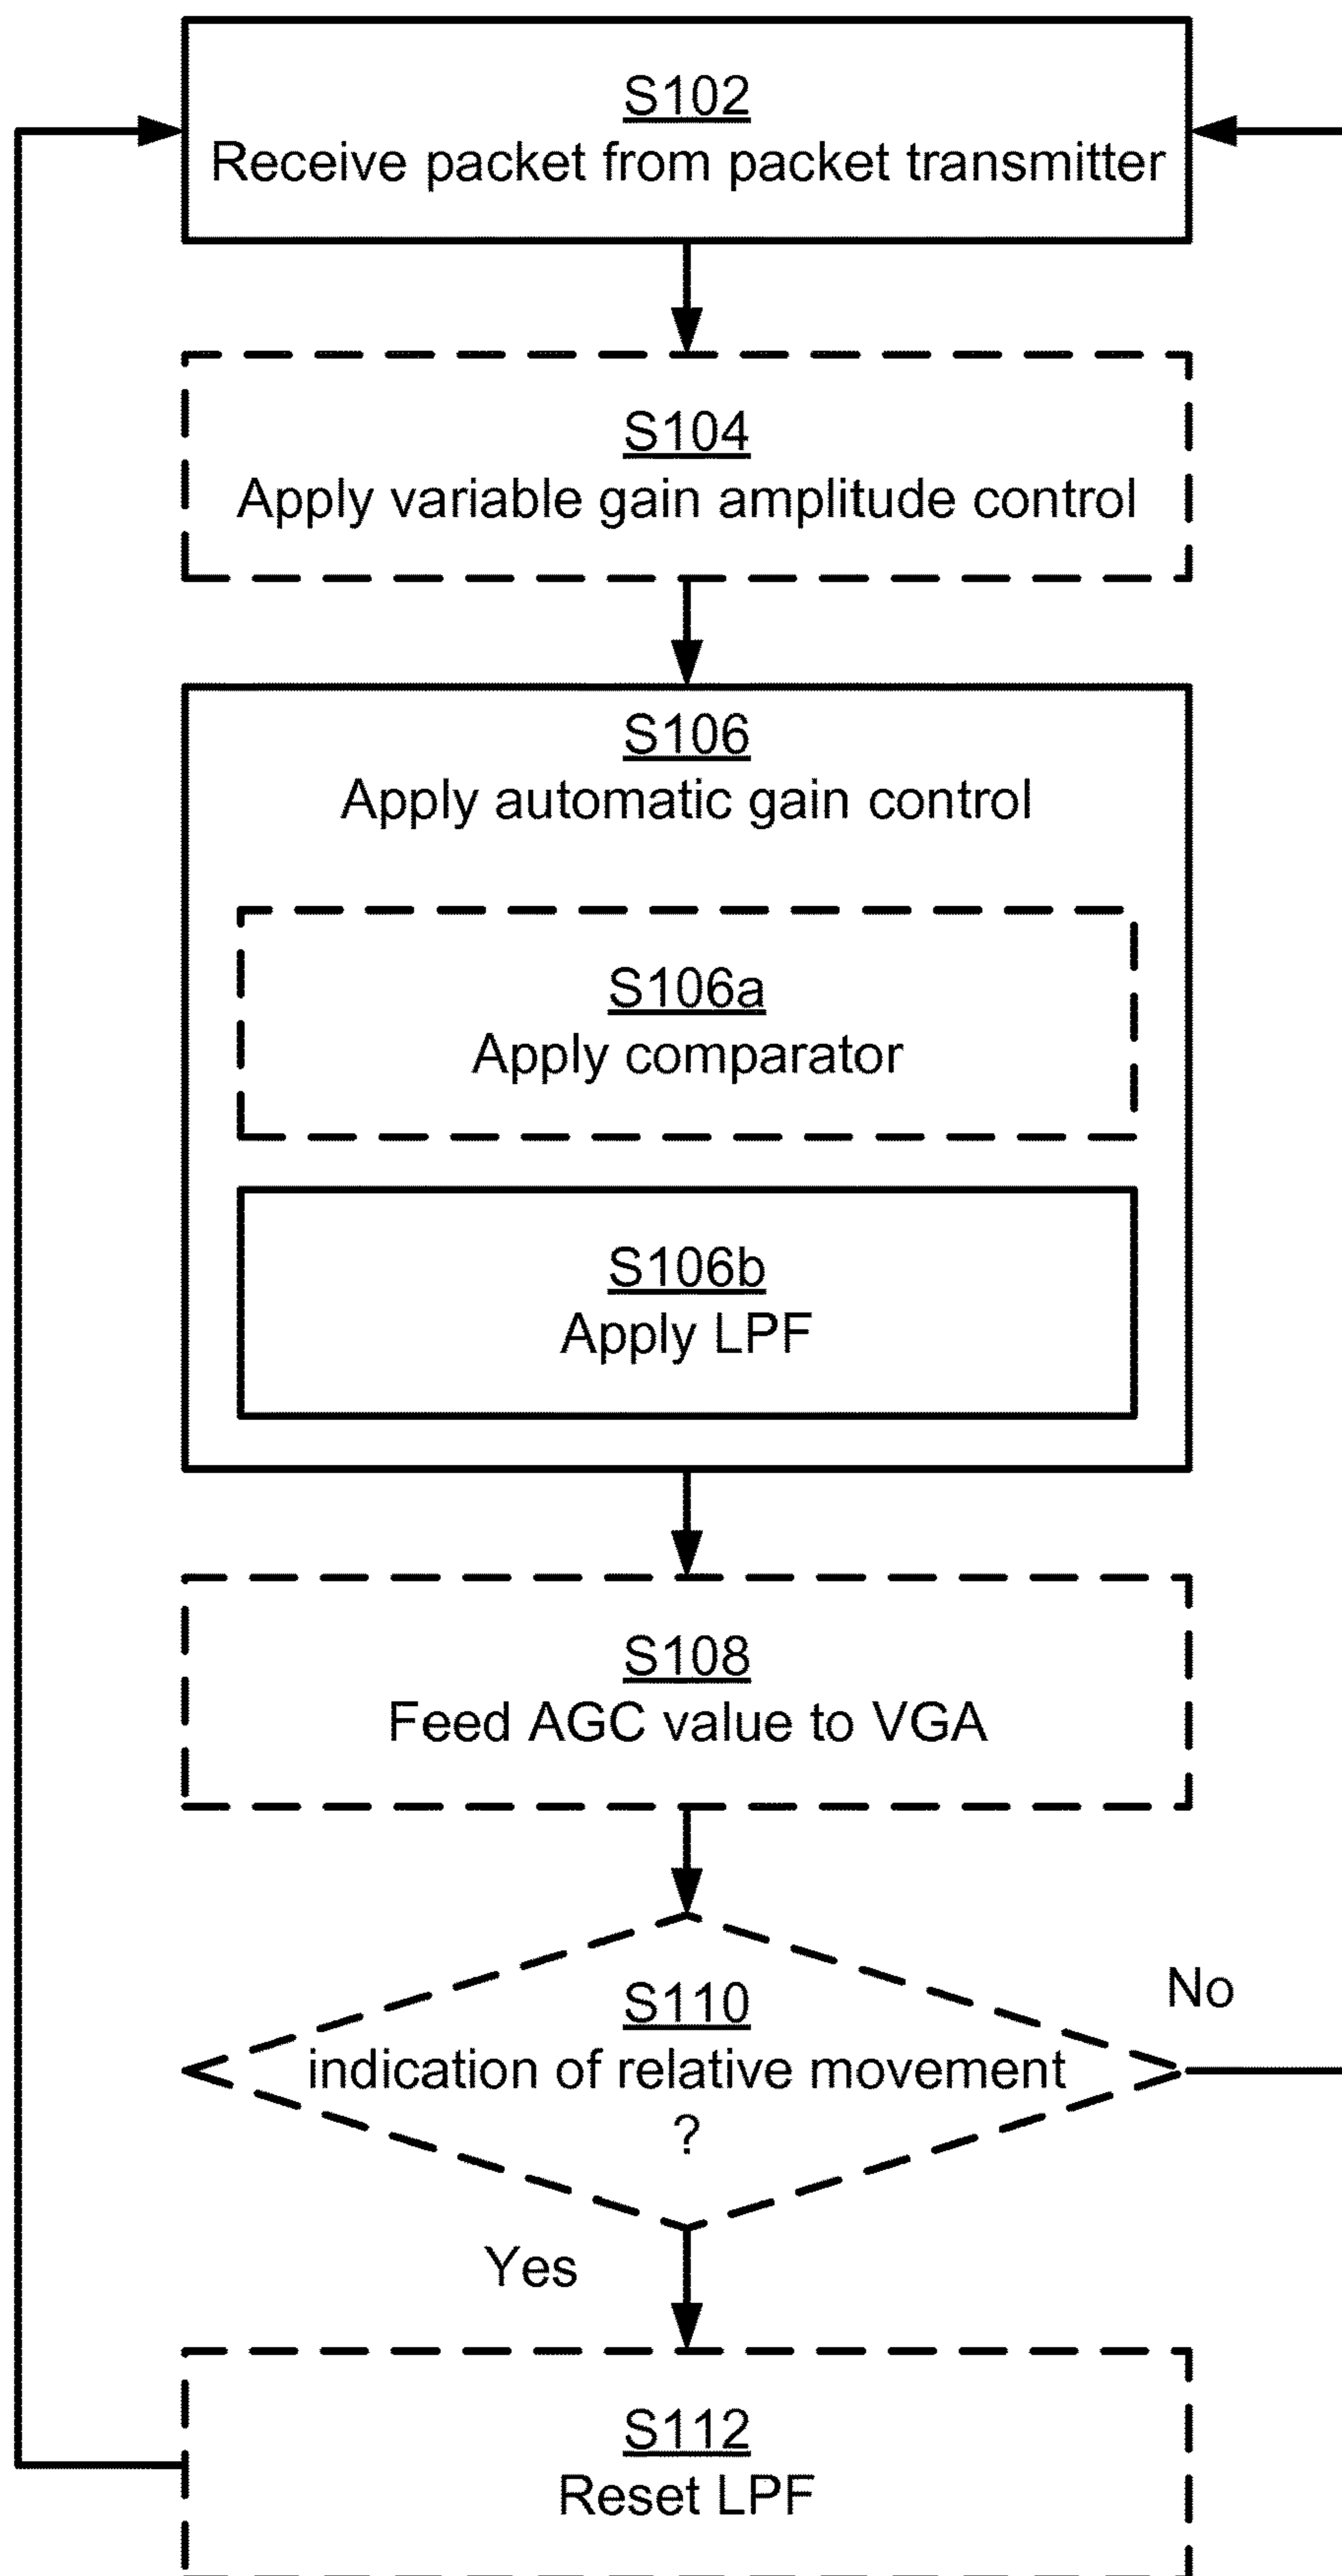 S102
Receive packet from packet transmitter
S104
Apply variable gain amplitude control
S106
Apply automatic gain control
S106a
Apply comparator
S106b
Apply LPF
S108
Feed AGC value to VGA
S110
indication of relative movement
?
No
Yes
S112
Reset LPF